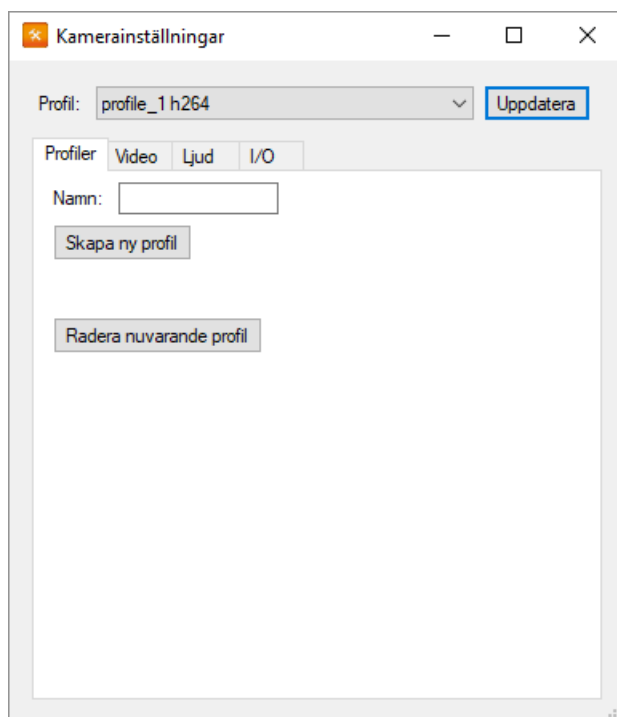 Kamerainställningar
Profil: profile_1 h264 Uppdatera
Profiler Video Ljud I/O
Namn:
Skapa ny profil
Radera nuvarande profil